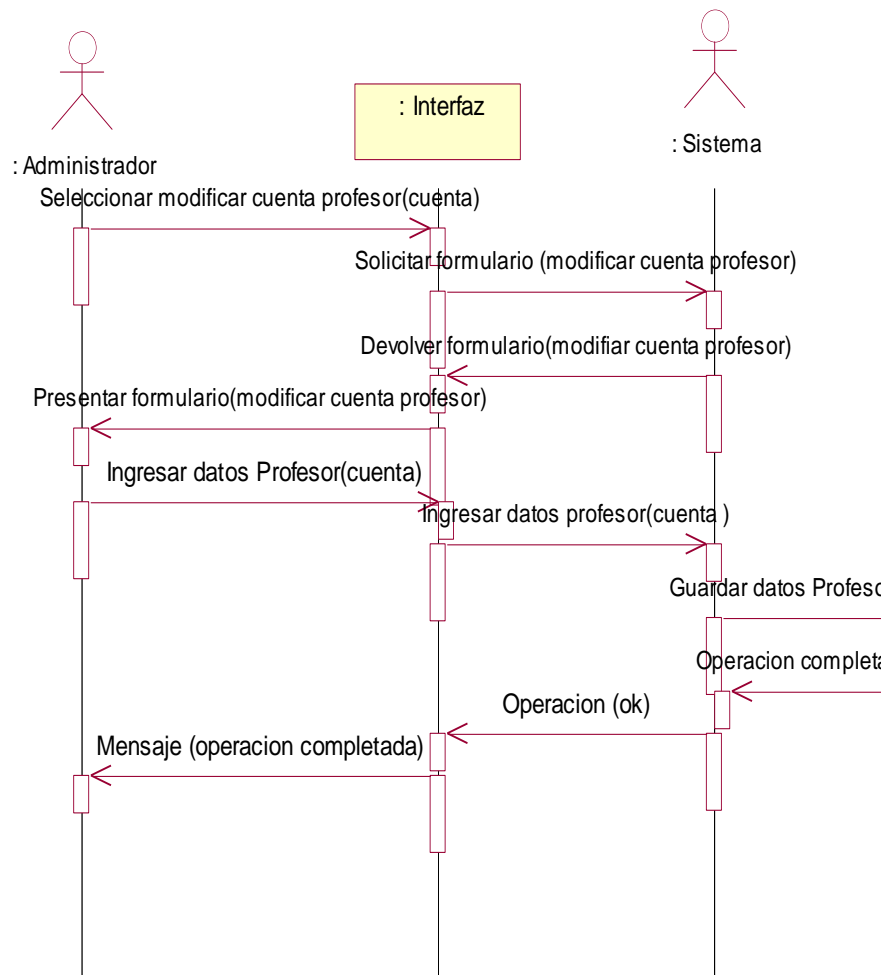 : Interfaz
: Sistema
: Administrador
Seleccionar modificar cuenta profesor(cuenta)
Solicitar formulario (modificar cuenta profesor)
Devolver formulario(modifiar cuenta profesor)
Presentar formulario(modificar cuenta profesor)
Ingresar datos Profesor(cuenta)
Ingresar datos profesor(cuenta )
Guardar datos
Operacion
Operacion (ok)
Mensaje (operacion completada)